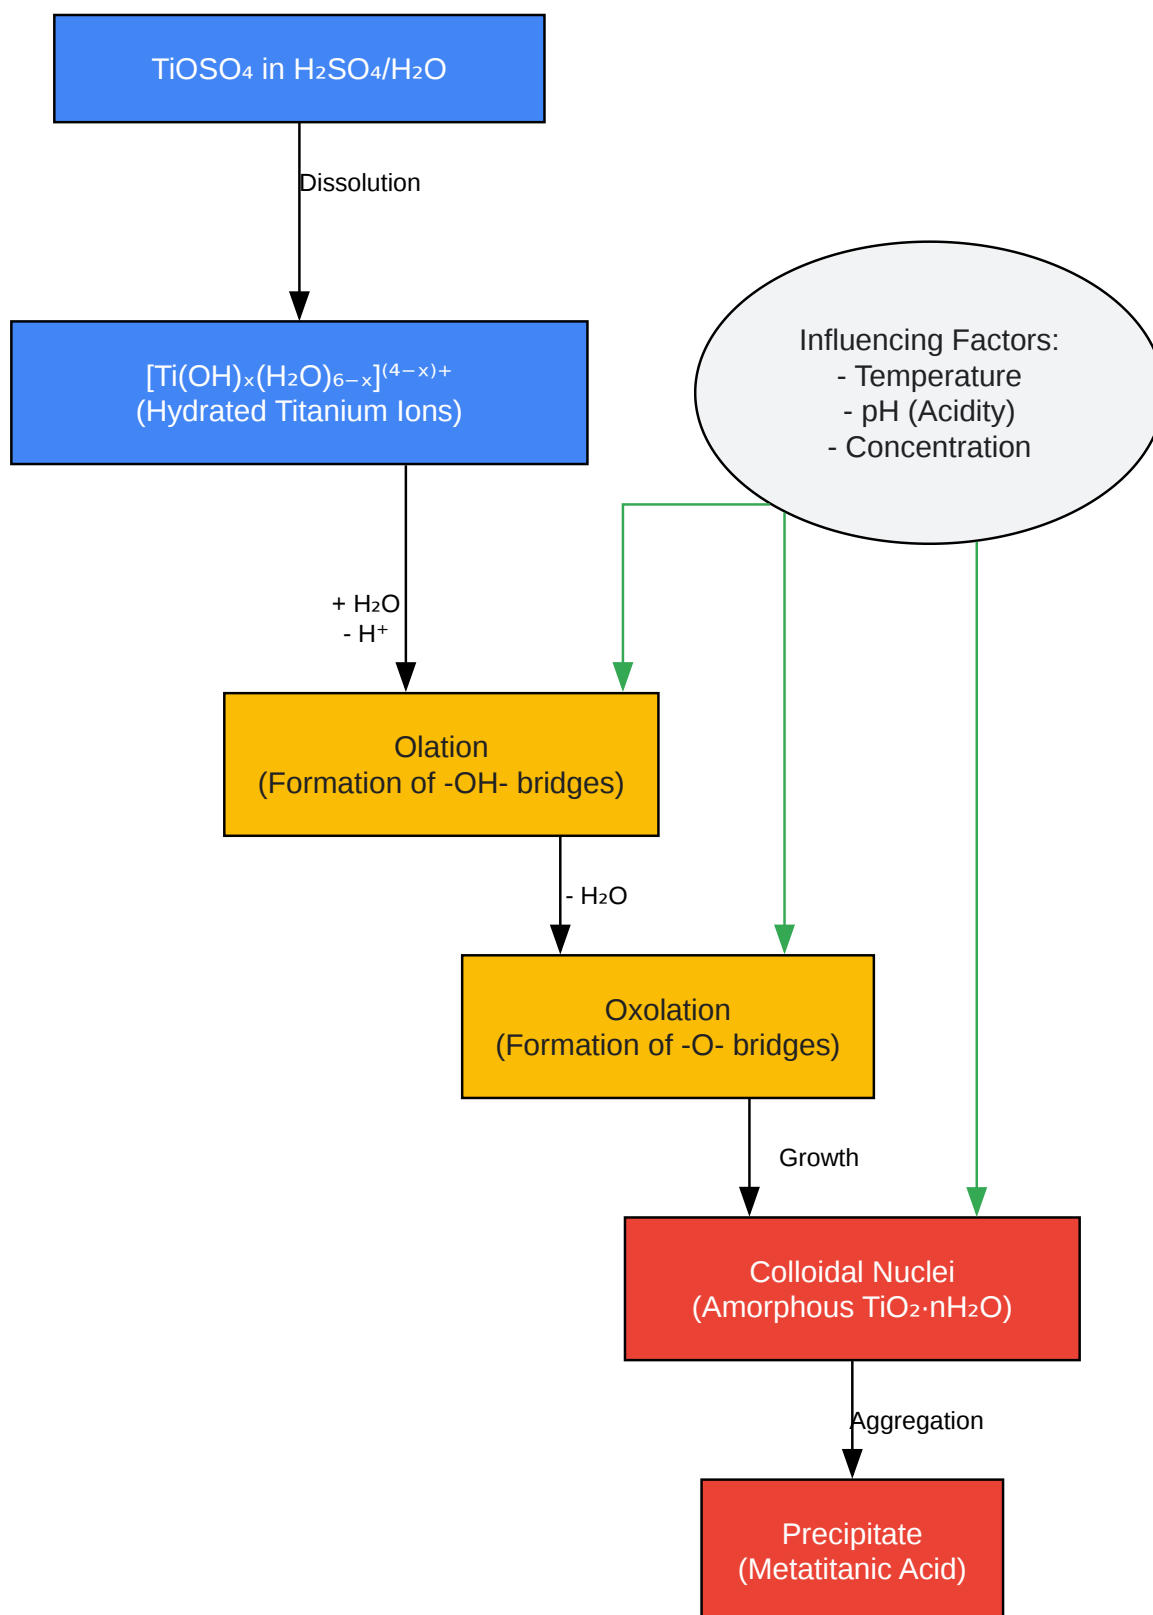 TiOSO₄ in H₂SO₄/H₂O
Dissolution
[Ti(OH)ₓ(H₂O)₆₋ₓ]⁽⁴⁻ˣ⁾⁺
(Hydrated Titanium Ions)
Influencing Factors:
- Temperature
- pH (Acidity)
- Concentration
+ H₂O
- H⁺
Olation
(Formation of -OH- bridges)
- H₂O
Oxolation
(Formation of -O- bridges)
Growth
Colloidal Nuclei
(Amorphous TiO₂·nH₂O)
Aggregation
Precipitate
(Metatitanic Acid)